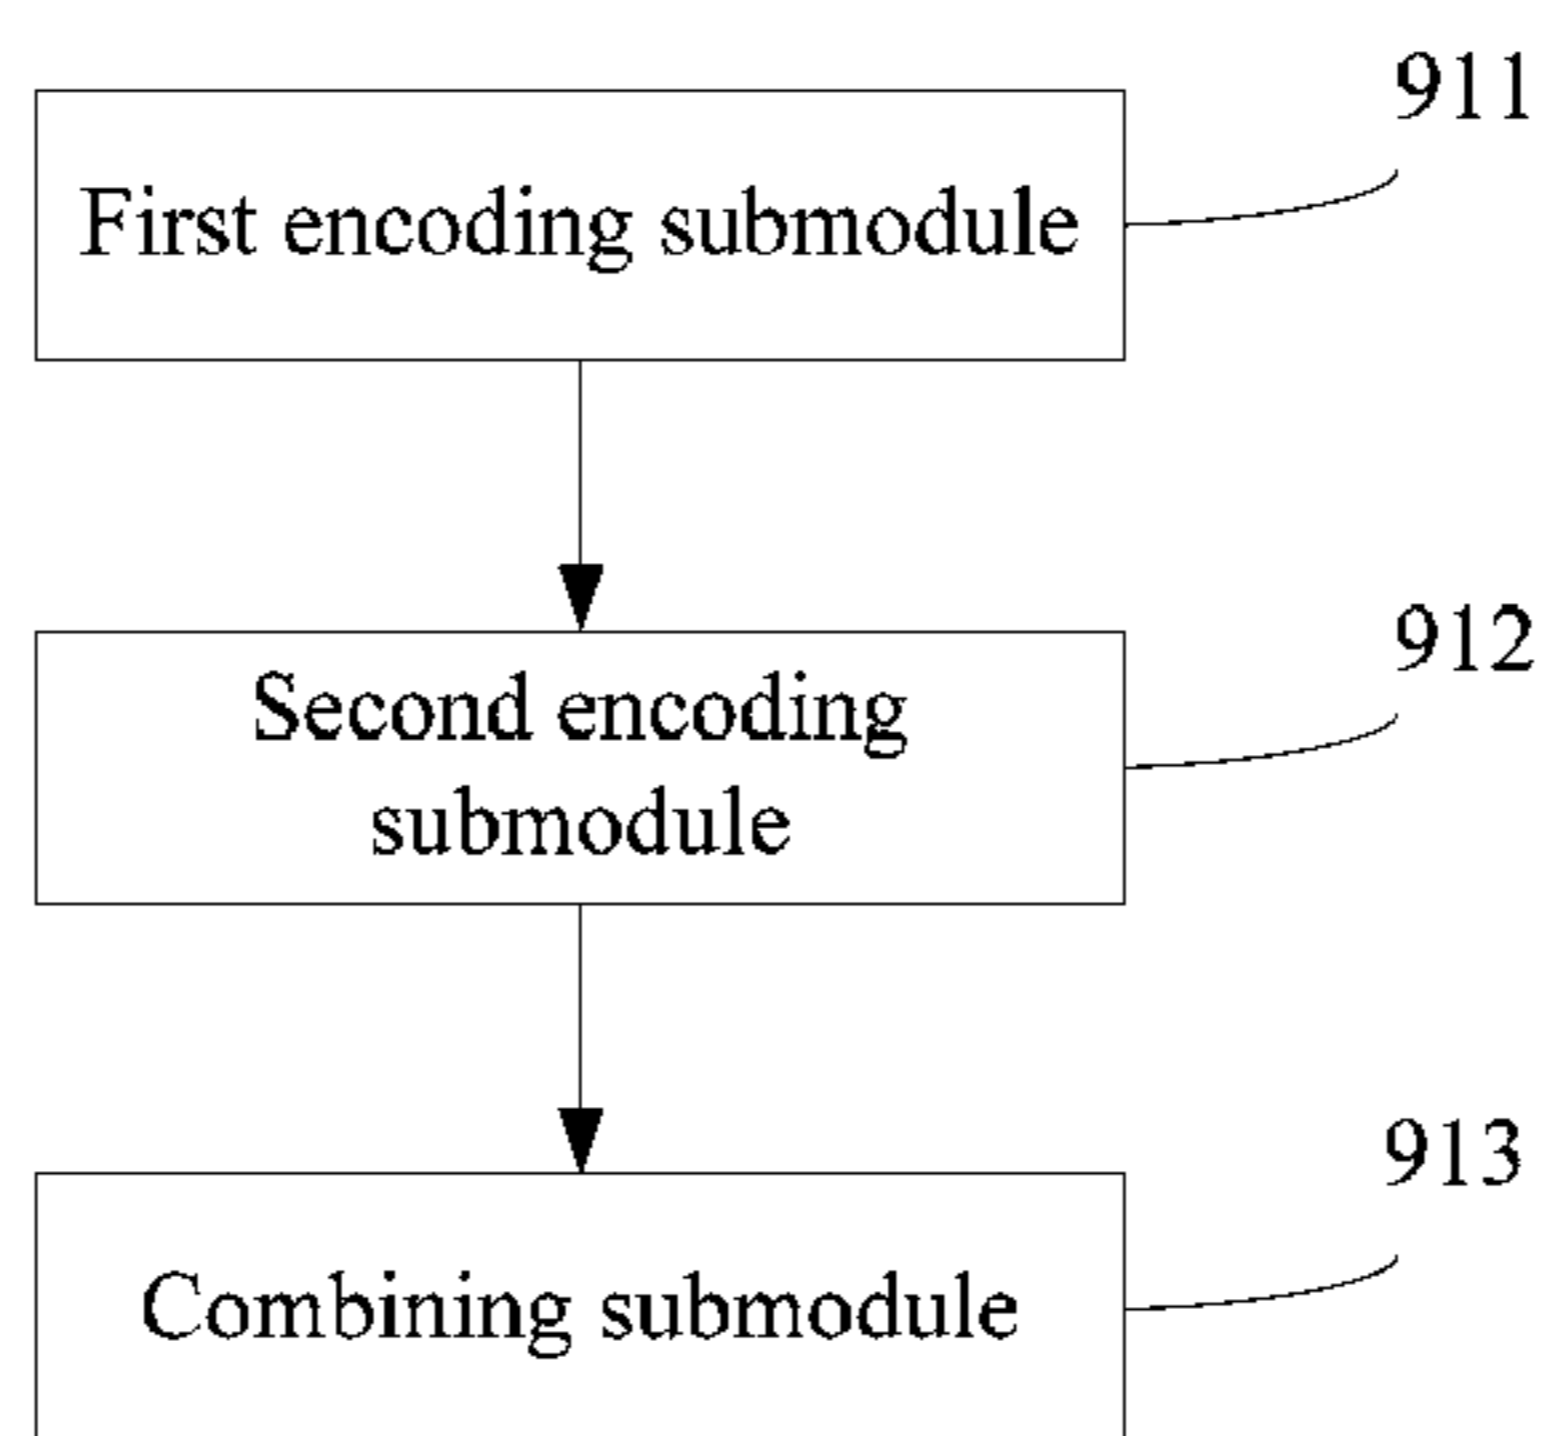 911
First encoding submodule
912
Second encoding
submodule
913
Combining submodule